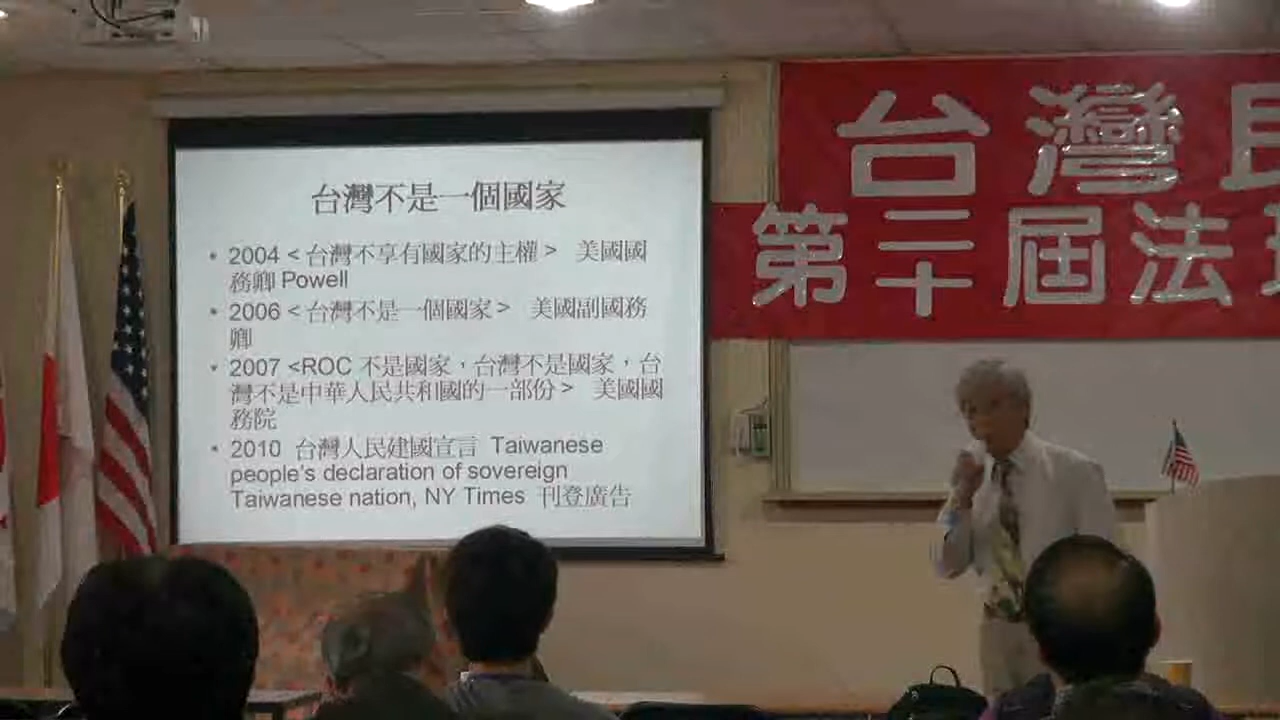 台灣不是一個國家
• 2004 < 台灣不享有國家的主權 > 美國國
務卿 Powell
• 2006 < 台灣不是一個國家 > 美國副國務
卿
• 2007 <ROC 不是國家，台灣不是國家，台
灣不是中華人民共和國的一部份 > 美國國
務院
• 2010 台灣人民建國宣言 Taiwanese
people's declaration of sovereign
Taiwanese nation, NY Times 刊登廣告
台灣
第二十屆法